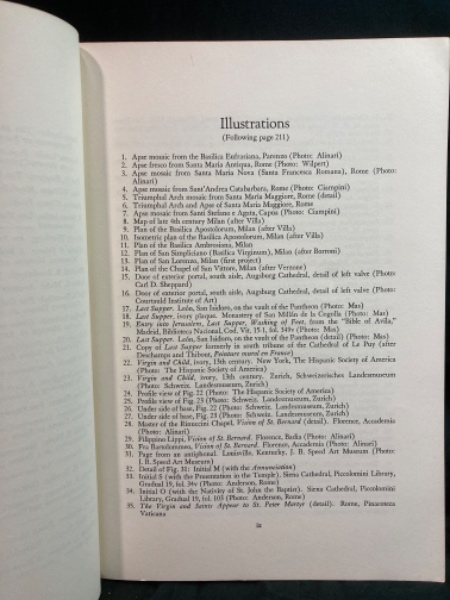 Illustrations
(Following page 211)
1. Apse mosaic from the Basilica Eufrasiana, Parenzo (Photo: Alinari)
2. Apse fresco from Santa Maria Antiqua, Rome (Photo: Wilpert)
3. Apse mosaic from Santa Maria Nova (Santa Francesca Romana), Rome (Photo:
Alinari)
4. Apse mosaic from Sant'Andrea Catabarbara, Rome (Photo: Ciampini)
5. Triumphal Arch mosaic from Santa Maria Maggiore, Rome (detail)
6. Triumphal Arch and Apse of Santa Maria Maggiore, Rome
7. Apse mosaic from Santi Stefano e Agata, Capua (Photo: Ciampini)
8. Map of late 4th century Milan (after Villa)
9. Plan of the Basilica Apostolorum, Milan (after Villa)
10. Isometric plan of the Basilica Apostolorum, Milan (after Villa)
11. Plan of the Basilica Ambrosiana, Milan
12. Plan of San Simpliciano (Basilica Virginum), Milan (after Borroni)
13. Plan of San Lorenzo, Milan (first project)
14. Plan of the Chapel of San Vittore, Milan (after Verzone)
15. Door of exterior portal, south aisle, Augsburg Cathedral, detail of left valve (Photo:
Carl D. Sheppard)
16. Door of exterior portal, south aisle, Augsburg Cathedral, detail of left valve (Photo:
Courtauld Institute of Art)
17. Last Supper. León, San Isidoro, on the vault of the Pantheon (Photo: Mas)
18. Last Supper, ivory plaque. Monastery of San Millán de la Cogolla (Photo: Mas)
19. Entry into Jerusalem, Last Supper, Washing of Feet, from the "Bible of Avila,"
Madrid, Biblioteca National, Cod. Vit. 15-1, fol. 349v (Photo: Mas)
20. Last Supper. León, San Isidoro, on the vault of the Pantheon (detail) (Photo: Mas)
21. Copy of Last Supper formerly in south tribune of the Cathedral of Le Puy (after
Deschamps and Thibout, Peinture murale en France)
22. Virgin and Child, ivory, 13th century. New York, The Hispanic Society of America
(Photo: The Hispanic Society of America)
23. Virgin and Child, ivory, 13th century. Zurich, Schweizerisches Landesmuseum
(Photo: Schweiz. Landesmuseum, Zurich)
24. Profile view of Fig. 22 (Photo: The Hispanic Society of America)
25. Profile view of Fig. 23 (Photo: Schweiz. Landesmuseum, Zurich)
26. Under side of base, Fig. 22 (Photo: The Hispanic Society of America)
27. Under side of base, Fig. 23 (Photo: Schweiz. Landesmuseum, Zurich)
28. Master of the Rinuccini Chapel, Vision of St. Bernard (detail). Florence, Accademia
(Photo: Alinari)
29. Filippino Lippi, Vision of St. Bernard. Florence, Badia (Photo: Alinari)
30. Fra Bartolommeo, Vision of St. Bernard. Florence, Accademia (Photo: Alinari)
31. Page from an antiphonal. Louisville, Kentucky, J. B. Speed Art Museum (Photo:
J. B. Speed Art Museum)
32. Detail of Fig. 31: Initial M (with the Annunciation)
33. Initial S (with the Presentation in the Temple). Siena Cathedral, Piccolomini Library,
Gradual 19, fol. 34v (Photo: Anderson, Rome)
34. Initial O (with the Nativity of St. John the Baptist). Siena Cathedral, Piccolomini
Library, Gradual 19, fol. 103 (Photo: Anderson, Rome)
35. The Virgin and Saints Appear to St. Peter Martyr (detail). Rome, Pinacoteca
Vaticana
ix